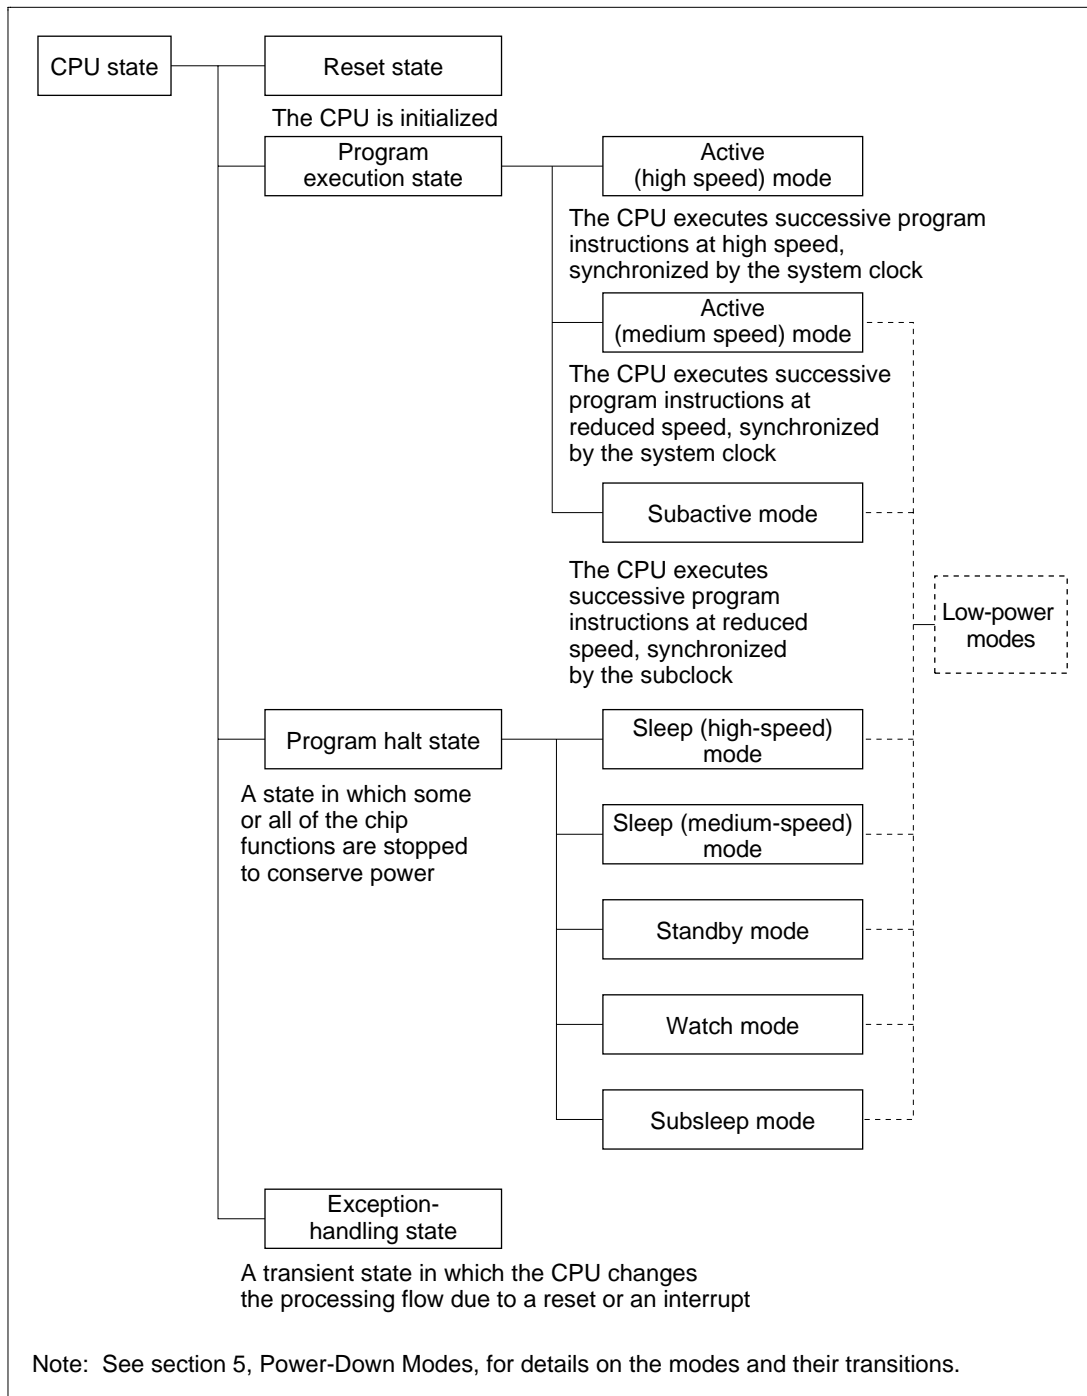 CPU state
Reset state
The CPU is initialized
Program
execution state
Active
(high speed) mode
The CPU executes successive program
instructions at high speed,
synchronized by the system clock
Active
(medium speed) mode
The CPU executes successive
program instructions at
reduced speed, synchronized
by the system clock
Subactive mode
The CPU executes
successive program
instructions at reduced
speed, synchronized
by the subclock
Low-power
modes
Program halt state
A state in which some
or all of the chip
functions are stopped
to conserve power
Sleep (high-speed)
mode
Sleep (medium-speed)
mode
Standby mode
Watch mode
Subsleep mode
Exception-
handling state
A transient state in which the CPU changes
the processing flow due to a reset or an interrupt
Note: See section 5, Power-Down Modes, for details on the modes and their transitions.